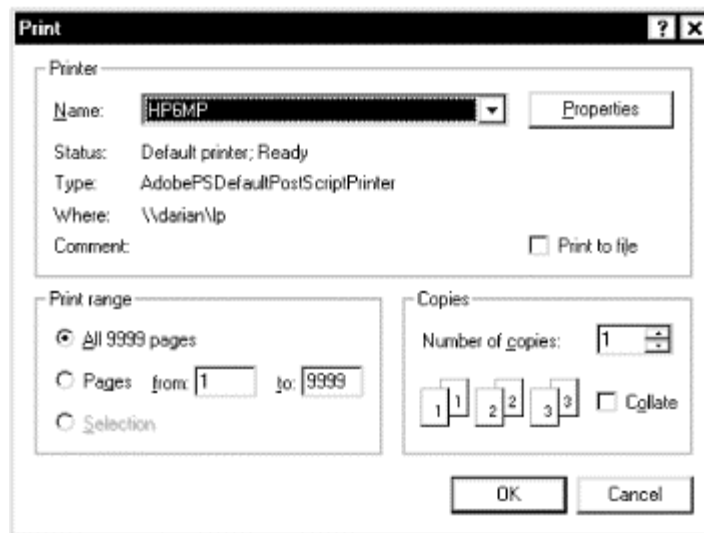 Print
Printer
Name: HP6MP Properties
Status: Default printer; Ready
Type: AdobePSDefaultPostScriptPrinter
Where: \\darian\lp
Comment: Print to file
Print range
All 9999 pages
Pages from: 1 to: 9999
Selection
Copies
Number of copies: 1
1 1 2 2 3 3 Collate
OK Cancel